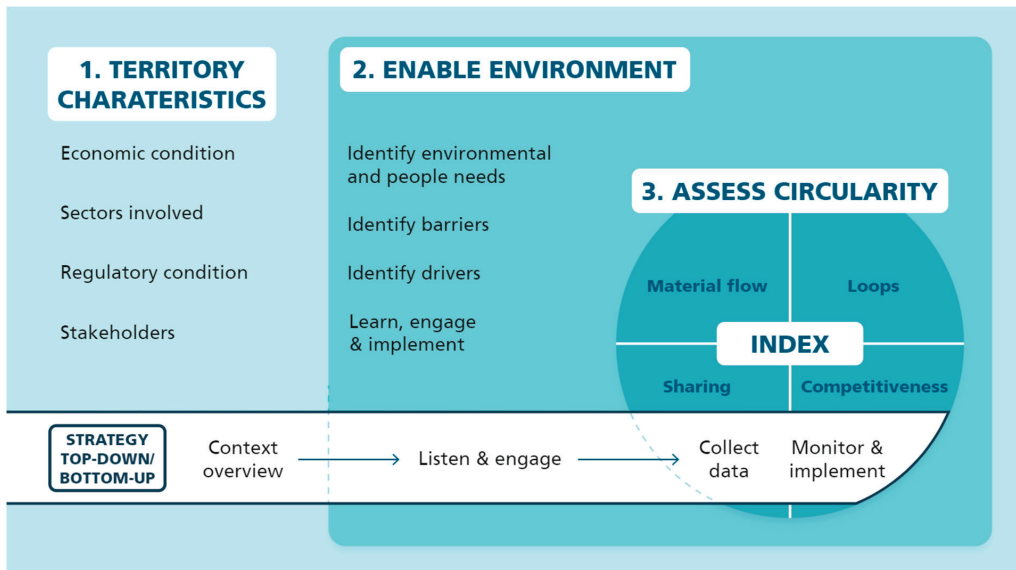 1. TERRITORY
CHARATERISTICS
Economic condition
Sectors involved
Regulatory condition
Stakeholders
2. ENABLE ENVIRONMENT
Identify environmental
and people needs
Identify barriers
Identify drivers
Learn, engage
& implement
3. ASSESS CIRCULARITY
Material flow
Loops
INDEX
Sharing
Competitiveness
STRATEGY
TOP-DOWN/
BOTTOM-UP
Context
overview
Listen & engage
Collect
data
Monitor &
implement